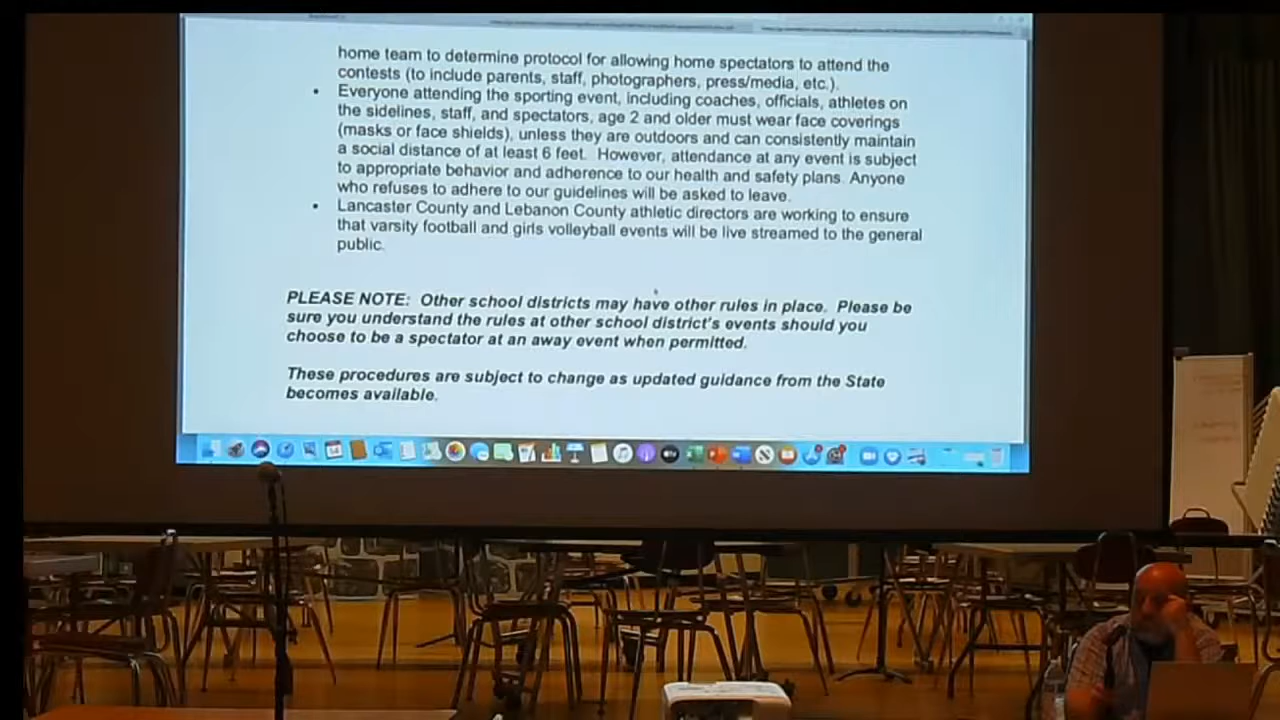 home team to determine protocol for allowing home spectators to attend the
contests (to include parents, staff, photographers, press/media, etc.).
• Everyone attending the sporting event, including coaches, officials, athletes on
the sidelines, staff, and spectators, age 2 and older must wear face coverings
(masks or face shields), unless they are outdoors and can consistently maintain
a social distance of at least 6 feet. However, attendance at any event is subject
to appropriate behavior and adherence to our health and safety plans. Anyone
who refuses to adhere to our guidelines will be asked to leave.
• Lancaster County and Lebanon County athletic directors are working to ensure
that varsity football and girls volleyball events will be live streamed to the general
public.
PLEASE NOTE: Other school districts may have other rules in place. Please be
sure you understand the rules at other school district's events should you
choose to be a spectator at an away event when permitted.
These procedures are subject to change as updated guidance from the State
becomes available.